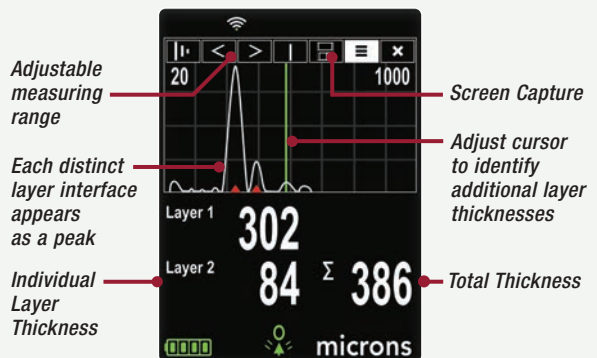 Adjustable
measuring
range
Each distinct
layer interface
appears
as a peak
Individual
Layer
Thickness
20
1000
Layer 1
302
Layer 2
84
Σ 386
microns
Screen Capture
Adjust cursor
to identify
additional layer
thicknesses
Total Thickness